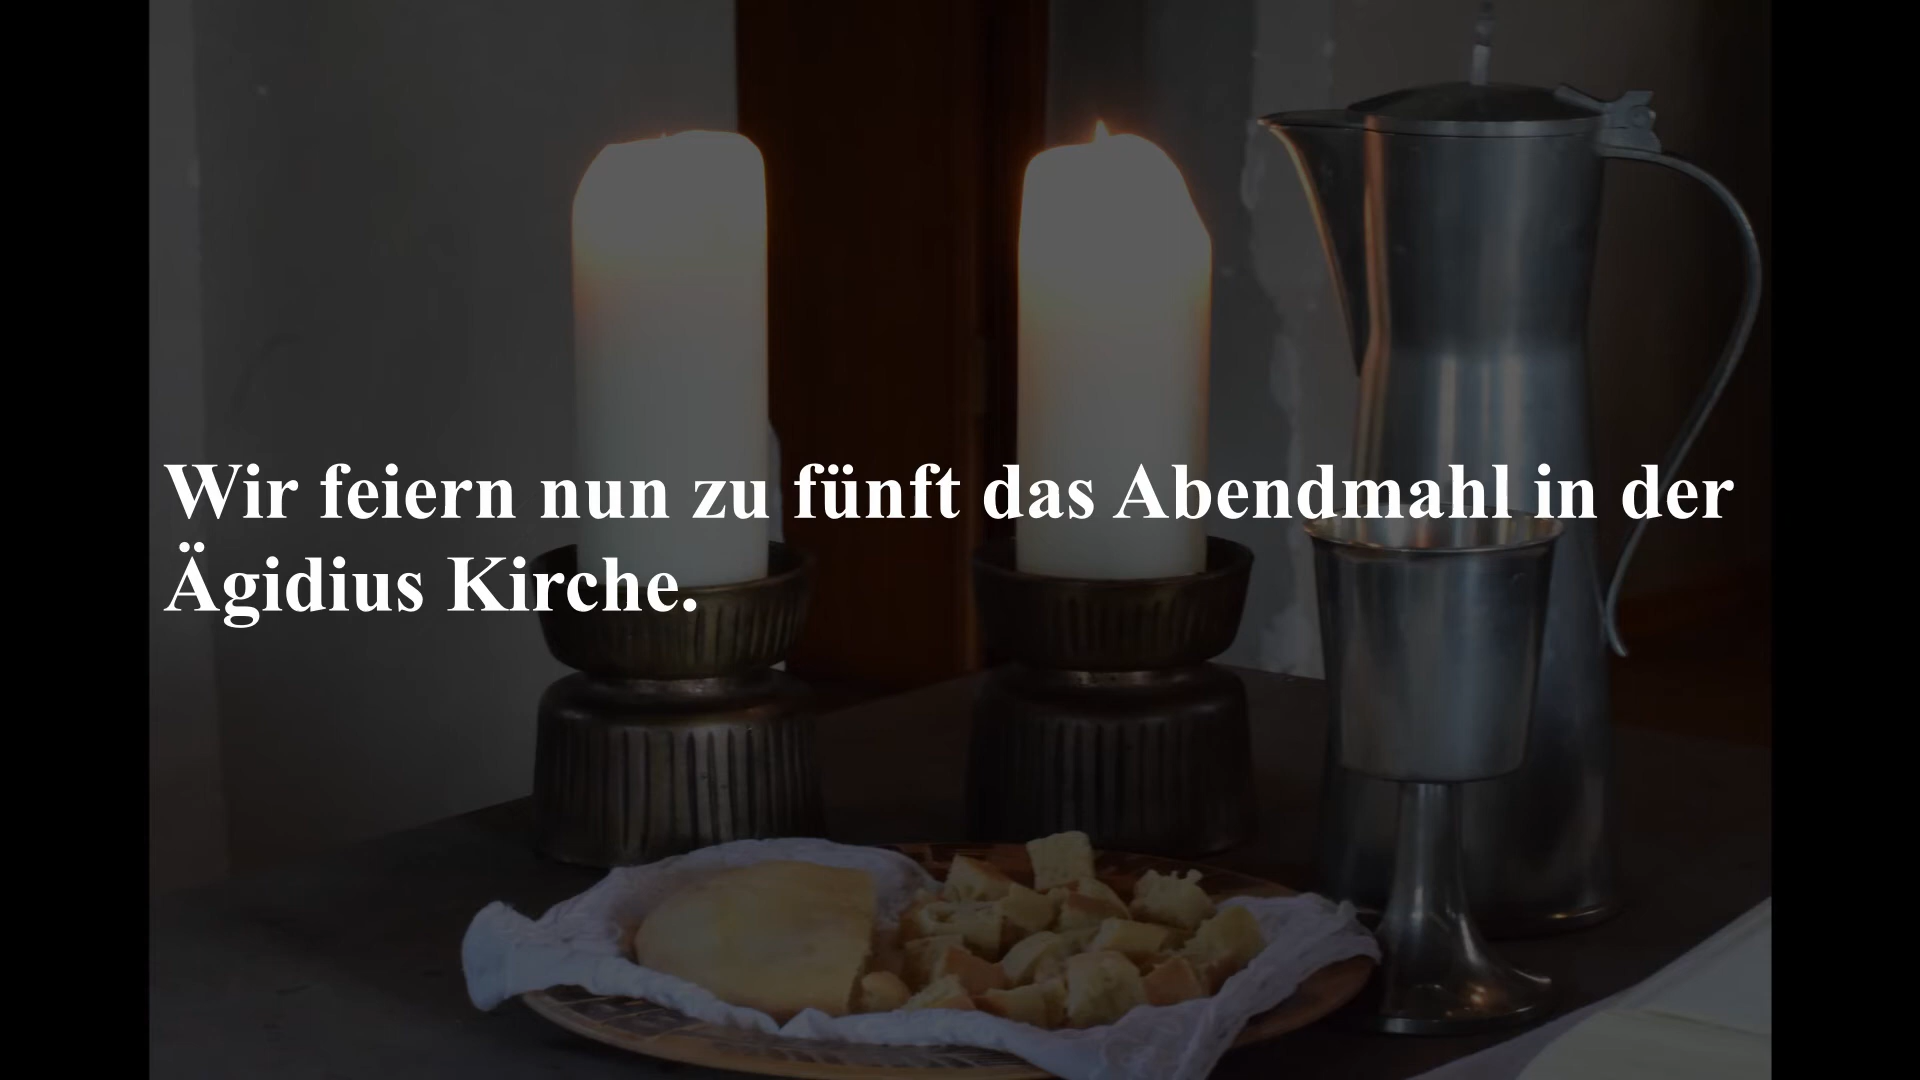 Wir feiern nun zu fünft das Abendmahl in der
Ägidius Kirche.